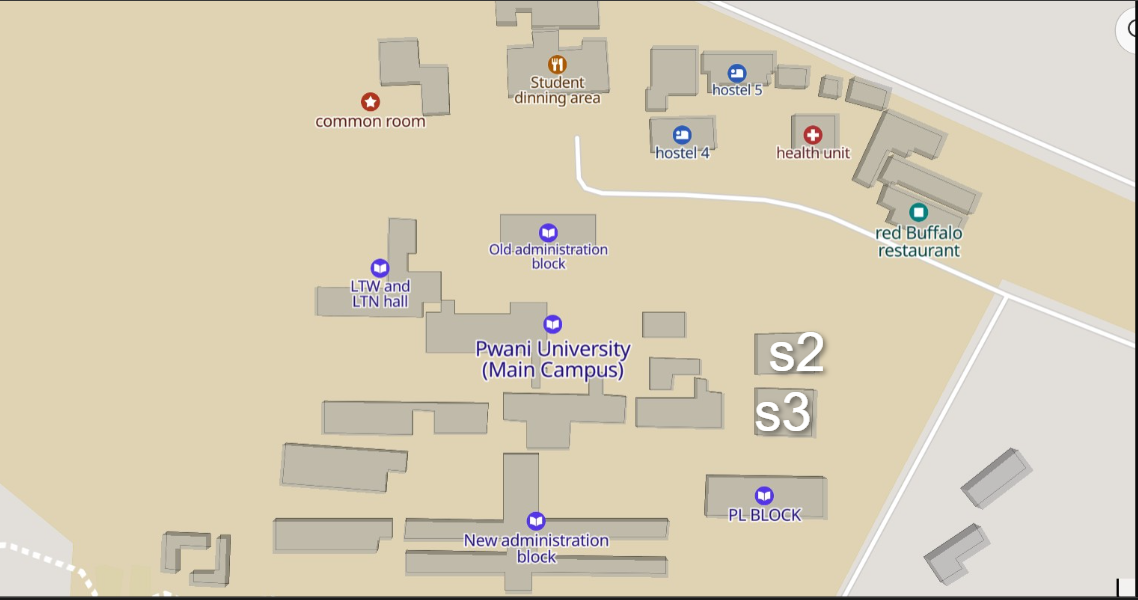 Student
dinning area
hostel 5
common room
hostel 4
health unit
red Buffalo
restaurant
Old administration
block
LTW and
LTN hall
Pwani University
(Main Campus)
s2
s3
PL BLOCK
New administration
block